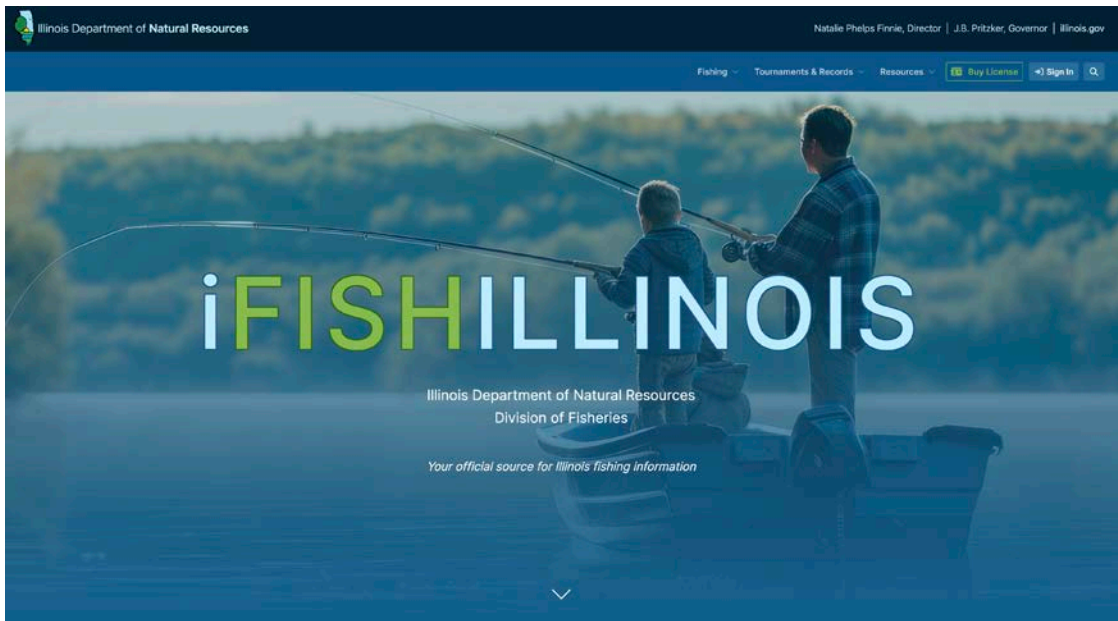 Illinois Department of Natural Resources
Natalie Phelps Finnie, Director | J.B. Pritzker, Governor | illinois.gov
Fishing Tournaments & Records Resources Buy License Sign In
iFISHILLINOIS
Illinois Department of Natural Resources
Division of Fisheries
Your official source for Illinois fishing information